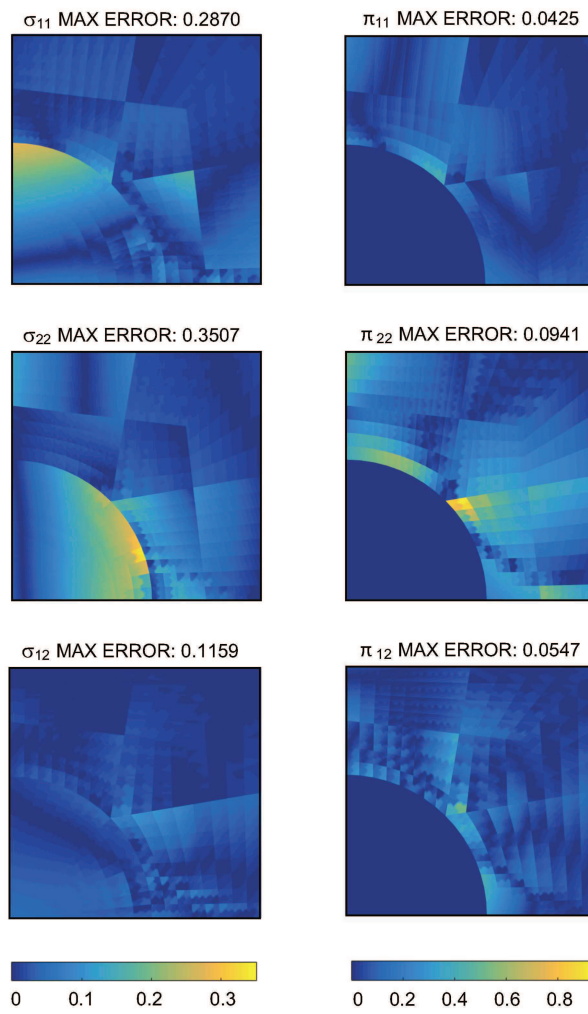 σ11 MAX ERROR: 0.2870
π11 MAX ERROR: 0.0425
σ22 MAX ERROR: 0.3507
π22 MAX ERROR: 0.0941
σ12 MAX ERROR: 0.1159
π12 MAX ERROR: 0.0547
0 0.1 0.2 0.3
0 0.2 0.4 0.6 0.8